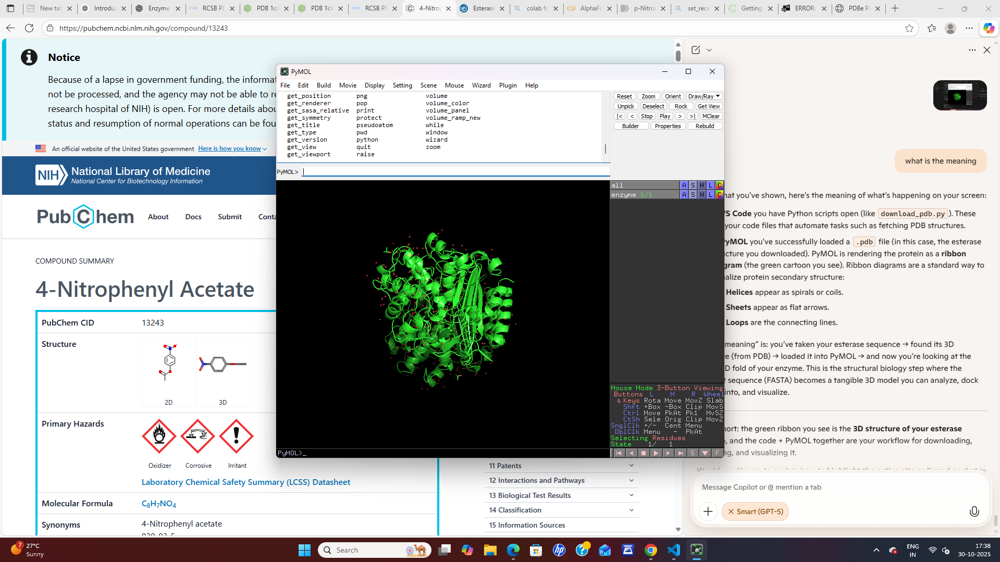 New tab
Introduc
Enzyme
RCSB P
PDB 1ci
PDB 1ci
RCSB P
4-Nitrop
Esterase
colab fo
AlphaFo
p-Nitrop
set_rece
Getting
ERROR:
PDBe Pr
https://pubchem.ncbi.nlm.nih.gov/compound/13243
Notice
Because of a lapse in government funding, the informat
not be processed, and the agency may not be able to re
research hospital of NIH) is open. For more details abou
status and resumption of normal operations can be fou
An official website of the United States government Here is how you know
NIH National Library of Medicine
National Center for Biotechnology Information
PubChem About Docs Submit Conta
COMPOUND SUMMARY
4-Nitrophenyl Acetate
PubChem CID 13243
Structure
2D 3D
Primary Hazards
Oxidizer Corrosive Irritant
Laboratory Chemical Safety Summary (LCSS) Datasheet
Molecular Formula C8H7NO4
Synonyms 4-Nitrophenyl acetate
11 Patents
12 Interactions and Pathways
13 Biological Test Results
14 Classification
15 Information Sources
PyMOL
File Edit Build Movie Display Setting Scene Mouse Wizard Plugin Help
get_position png volume
get_renderer pop volume_color
get_sasa_relative print volume_panel
get_symmetry protect volume_ramp_new
get_title pseudoatom while
get_type pwd window
get_version python wizard
get_view quit zoom
get_viewport raise
PyMOL>
Reset Zoom Orient Draw/Ray
Unpick Deselect Rock Get View
|< < Stop Play > >| MClear
Builder Properties Rebuild
all A S H L C
enzyme 1/1 A S H L C
Mouse Mode 3-Button Viewing
Buttons L M R Wheel
& Keys Rota Move MovZ Slab
Shft +Box -Box Clip MovS
Ctrl Move PkAt Pk1 MvSZ
CtSh Sele Orig Clip MovZ
SnglClk +/- Cent Menu
DblClk Menu - PkAt
Selecting Residues
State 1/ 1
PyMOL>_
S F
what is the meaning
hat you've shown, here's the meaning of what's happening on your screen:
S Code you have Python scripts open (like download_pdb.py). These
your code files that automate tasks such as fetching PDB structures.
yMOL you've successfully loaded a .pdb file (in this case, the esterase
cture you downloaded). PyMOL is rendering the protein as a ribbon
gram (the green cartoon you see). Ribbon diagrams are a standard way to
alize protein secondary structure:
Helices appear as spirals or coils.
Sheets appear as flat arrows.
Loops are the connecting lines.
meaning" is: you've taken your esterase sequence → found its 3D
e (from PDB) → loaded it into PyMOL → and now you're looking at the
D fold of your enzyme. This is the structural biology step where the
t sequence (FASTA) becomes a tangible 3D model you can analyze, dock
into, and visualize.
ort: the green ribbon you see is the 3D structure of your esterase
e, and the code + PyMOL together are your workflow for downloading,
ng, and visualizing it.
Message Copilot or @ mention a tab
Smart (GPT-5)
7
27°C
Sunny
Search
ENG
IN
17:38
30-10-2025